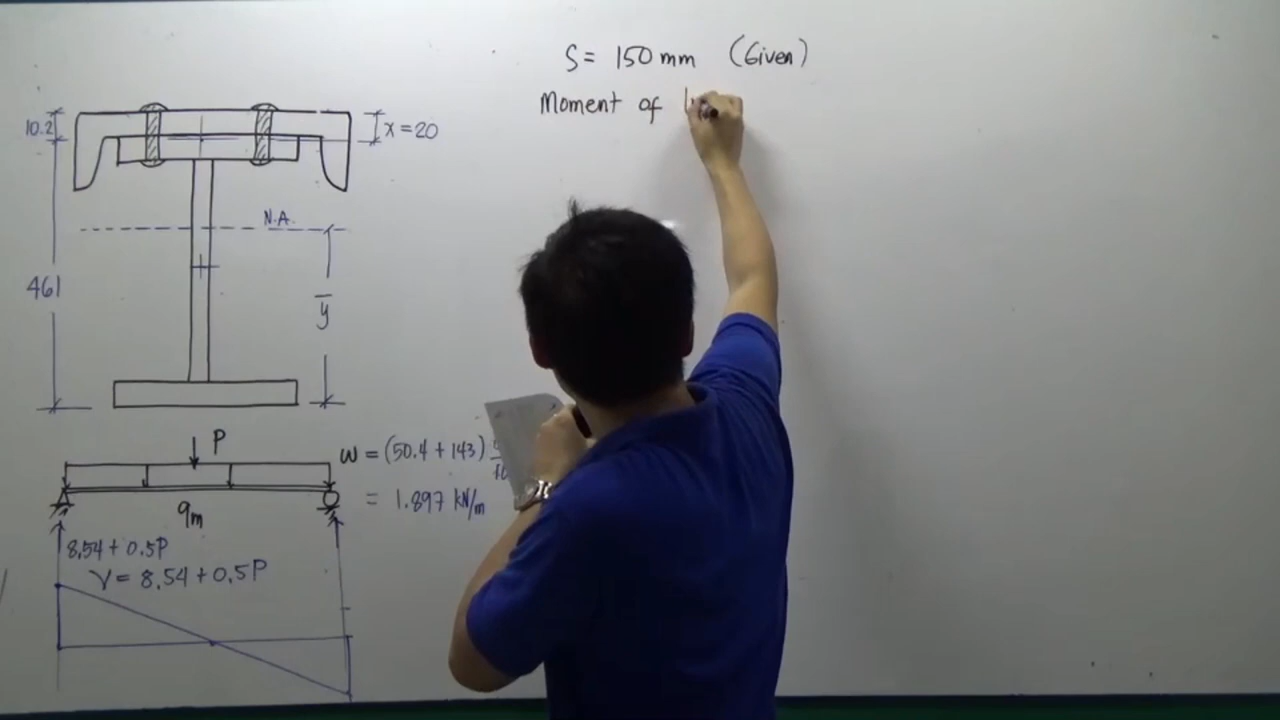 S = 150 mm (Given)
Moment of
10.2
x = 20
N.A.
461
y̅
P
w = (50.4 + 143)
= 1.897 kN/m
9m
8.54 + 0.5P
V = 8.54 + 0.5P